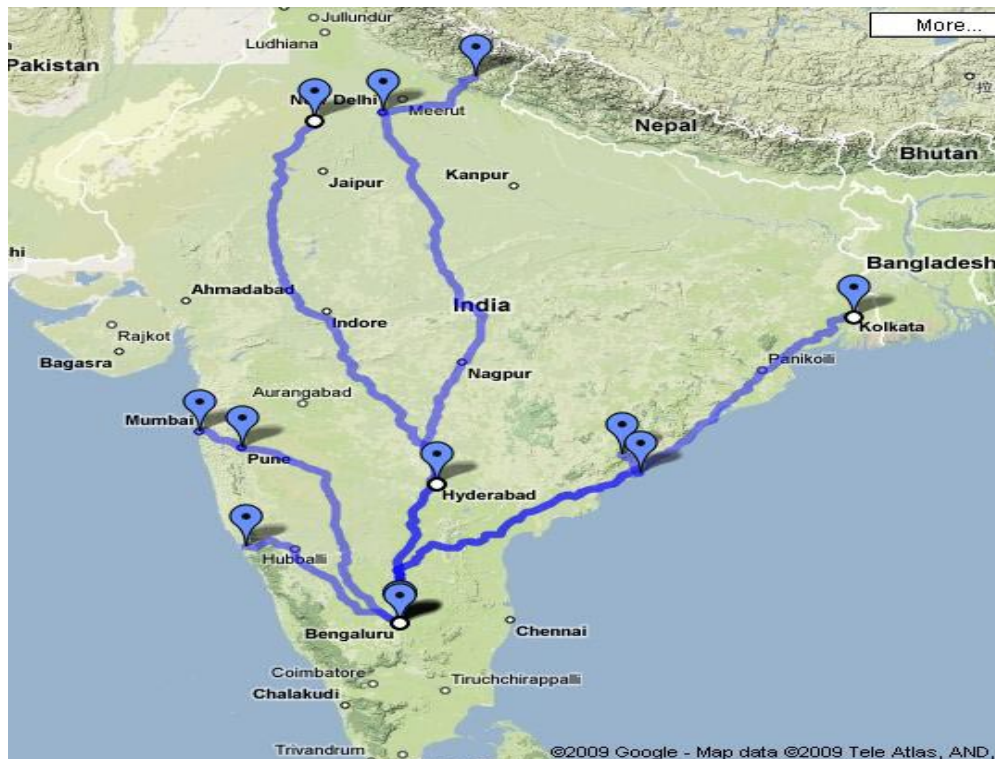 Jullundur
Ludhiana
More...
Pakistan
拉
New Delhi
Meerut
Nepal
Bhutan
Jaipur
Kanpur
hi
Bangladesh
Ahmadabad
India
Indore
Kolkata
Rajkot
Bagasra
Nagpur
Panikoili
Aurangabad
Mumbai
Pune
Hyderabad
Hubballi
Bengaluru
Chennai
Coimbatore
Tiruchchirappalli
Chalakudi
Trivandrum
©2009 Google - Map data ©2009 Tele Atlas, AND,